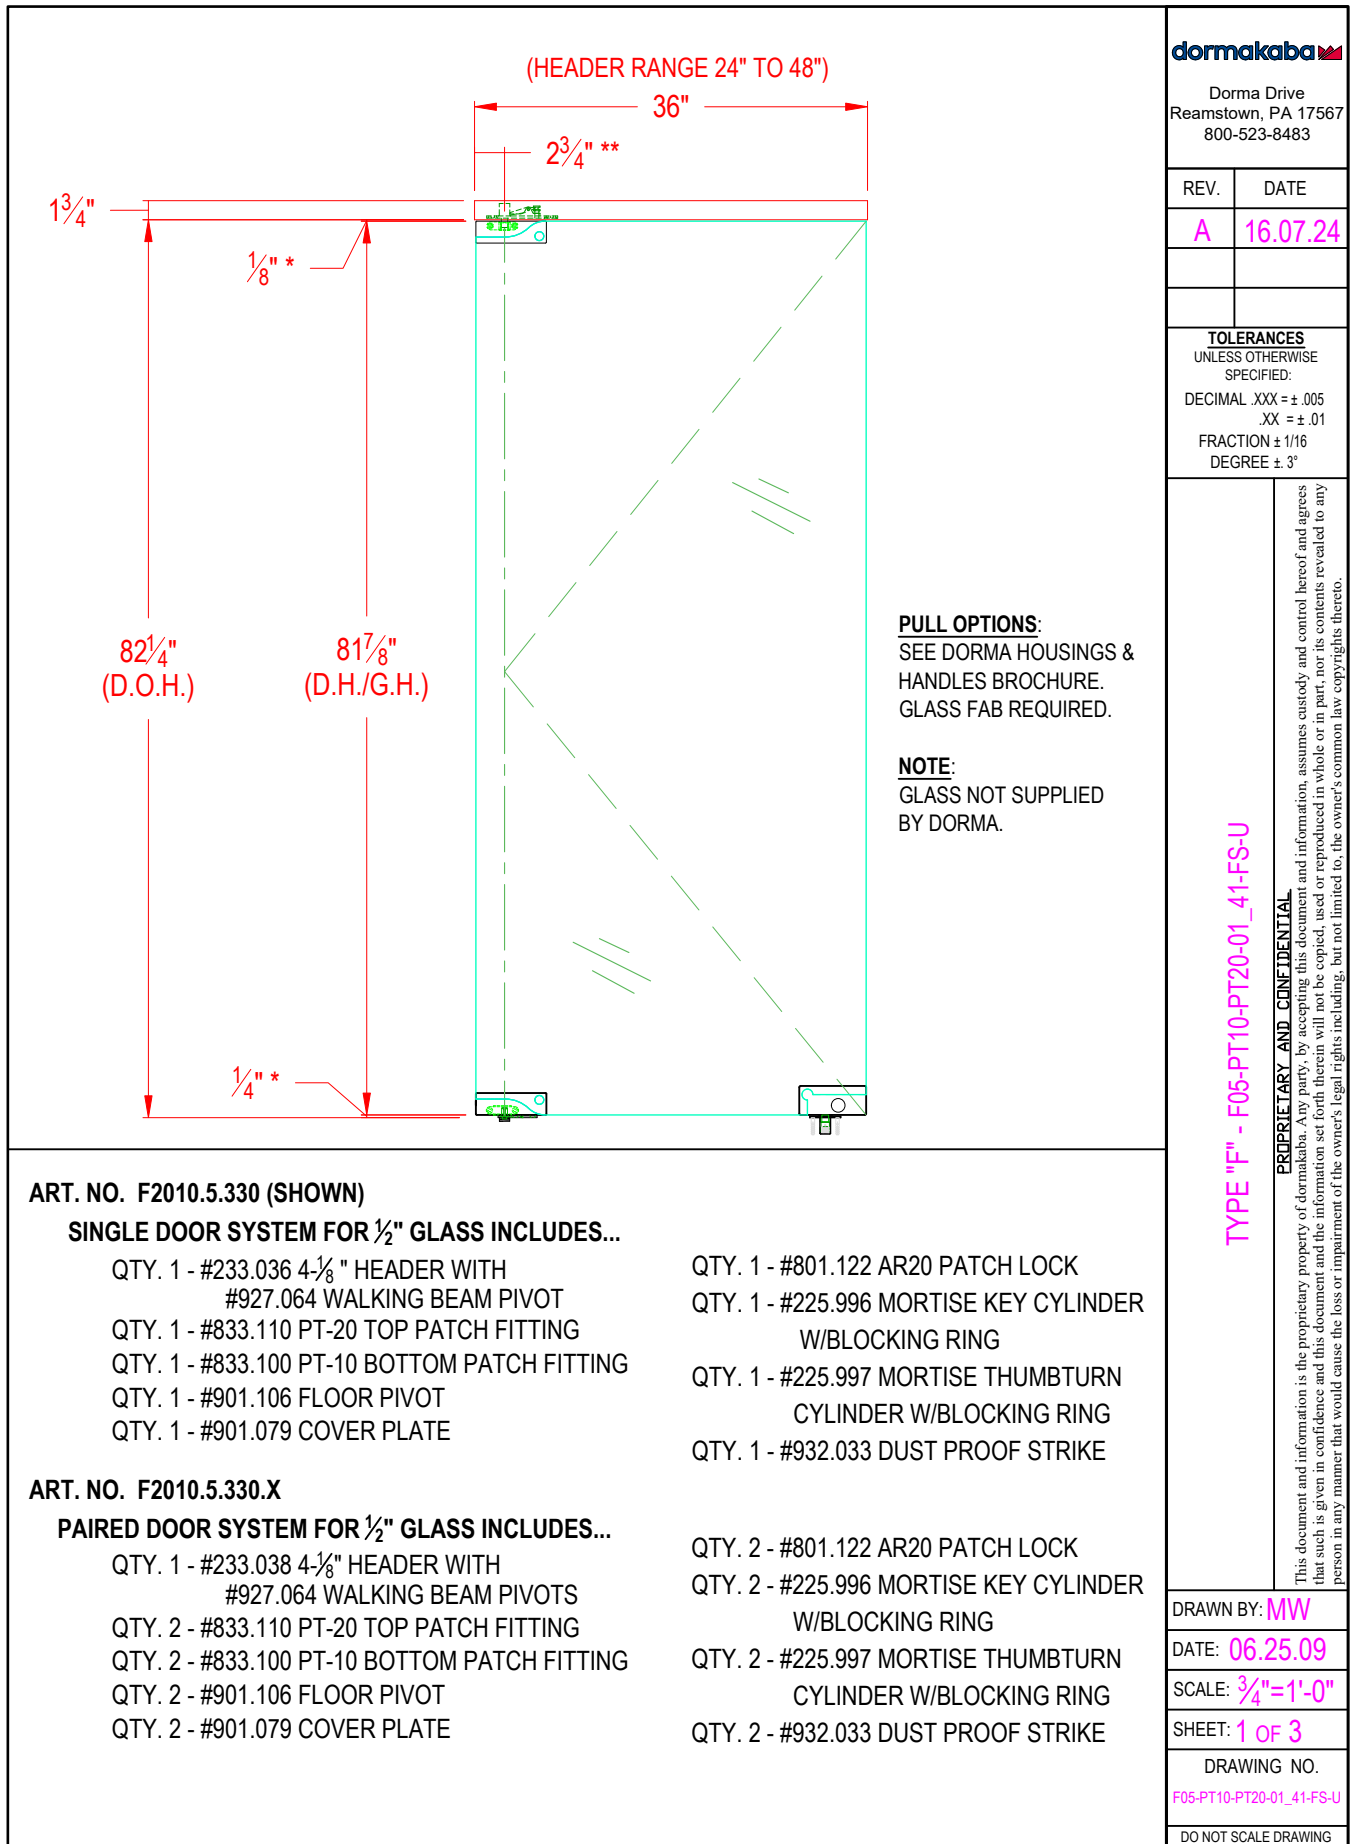 (HEADER RANGE 24" TO 48")
36"
2 3/4" **
1 3/4"
1/8" *
82 1/4"
(D.O.H.)
81 7/8"
(D.H./G.H.)
1/4" *
PULL OPTIONS:
SEE DORMA HOUSINGS &
HANDLES BROCHURE.
GLASS FAB REQUIRED.
NOTE:
GLASS NOT SUPPLIED
BY DORMA.
ART. NO. F2010.5.330 (SHOWN)
SINGLE DOOR SYSTEM FOR 1/2" GLASS INCLUDES...
QTY. 1 - #233.036 4-1/8 " HEADER WITH
#927.064 WALKING BEAM PIVOT
QTY. 1 - #833.110 PT-20 TOP PATCH FITTING
QTY. 1 - #833.100 PT-10 BOTTOM PATCH FITTING
QTY. 1 - #901.106 FLOOR PIVOT
QTY. 1 - #901.079 COVER PLATE
QTY. 1 - #801.122 AR20 PATCH LOCK
QTY. 1 - #225.996 MORTISE KEY CYLINDER
W/BLOCKING RING
QTY. 1 - #225.997 MORTISE THUMBTURN
CYLINDER W/BLOCKING RING
QTY. 1 - #932.033 DUST PROOF STRIKE
ART. NO. F2010.5.330.X
PAIRED DOOR SYSTEM FOR 1/2" GLASS INCLUDES...
QTY. 1 - #233.038 4-1/8" HEADER WITH
#927.064 WALKING BEAM PIVOTS
QTY. 2 - #833.110 PT-20 TOP PATCH FITTING
QTY. 2 - #833.100 PT-10 BOTTOM PATCH FITTING
QTY. 2 - #901.106 FLOOR PIVOT
QTY. 2 - #901.079 COVER PLATE
QTY. 2 - #801.122 AR20 PATCH LOCK
QTY. 2 - #225.996 MORTISE KEY CYLINDER
W/BLOCKING RING
QTY. 2 - #225.997 MORTISE THUMBTURN
CYLINDER W/BLOCKING RING
QTY. 2 - #932.033 DUST PROOF STRIKE
dormakaba
Dorma Drive
Reamstown, PA 17567
800-523-8483
REV. DATE
A 16.07.24
TOLERANCES
UNLESS OTHERWISE
SPECIFIED:
DECIMAL .XXX = ± .005
.XX = ± .01
FRACTION ± 1/16
DEGREE ±. 3°
TYPE "F" - F05-PT10-PT20-01_41-FS-U
PROPRIETARY AND CONFIDENTIAL
This document and information is the proprietary property of dormakaba. Any party, by accepting this document and information, assumes custody and control hereof and agrees
that such is given in confidence and this document and the information set forth therein will not be copied, used or reproduced in whole or in part, nor its contents revealed to any
person in any manner that would cause the loss or impairment of the owner's legal rights including, but not limited to, the owner's common law copyrights thereto.
DRAWN BY: MW
DATE: 06.25.09
SCALE: 3/4"=1'-0"
SHEET: 1 OF 3
DRAWING NO.
F05-PT10-PT20-01_41-FS-U
DO NOT SCALE DRAWING